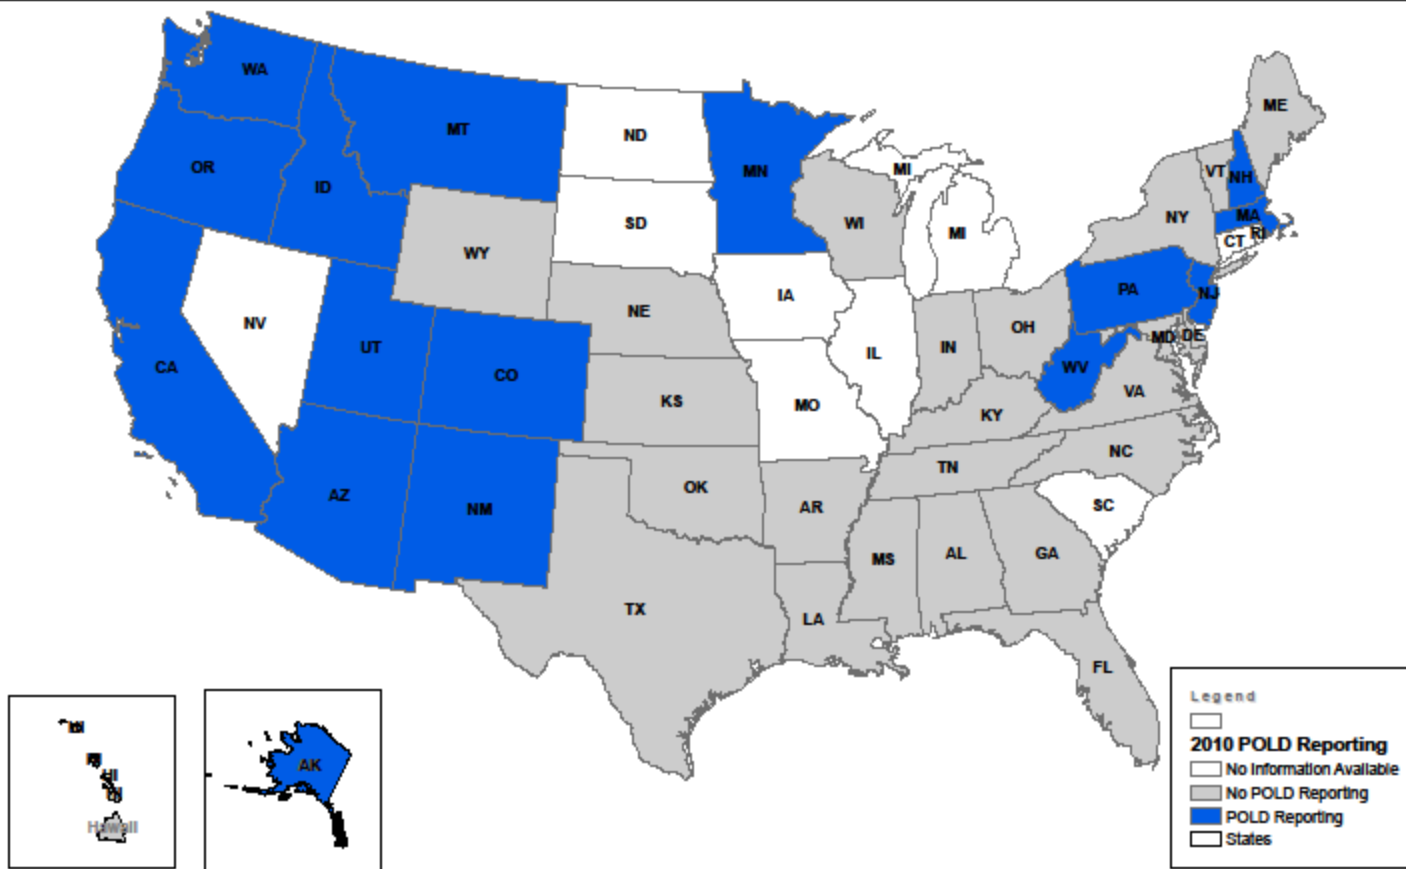 WA
ME
MT
ND
OR
MN
MI
VT
NH
ID
NY
MA
SD
WI
MI
RI
CT
WY
PA
NJ
IA
NE
NV
OH
MD
DE
UT
IN
IL
CA
CO
WV
VA
KS
MO
KY
NC
TN
AZ
OK
SC
NM
AR
AL
GA
MS
TX
LA
FL
Legend
2010 POLD Reporting
No Information Available
No POLD Reporting
POLD Reporting
States
HI
AK
Hawaii